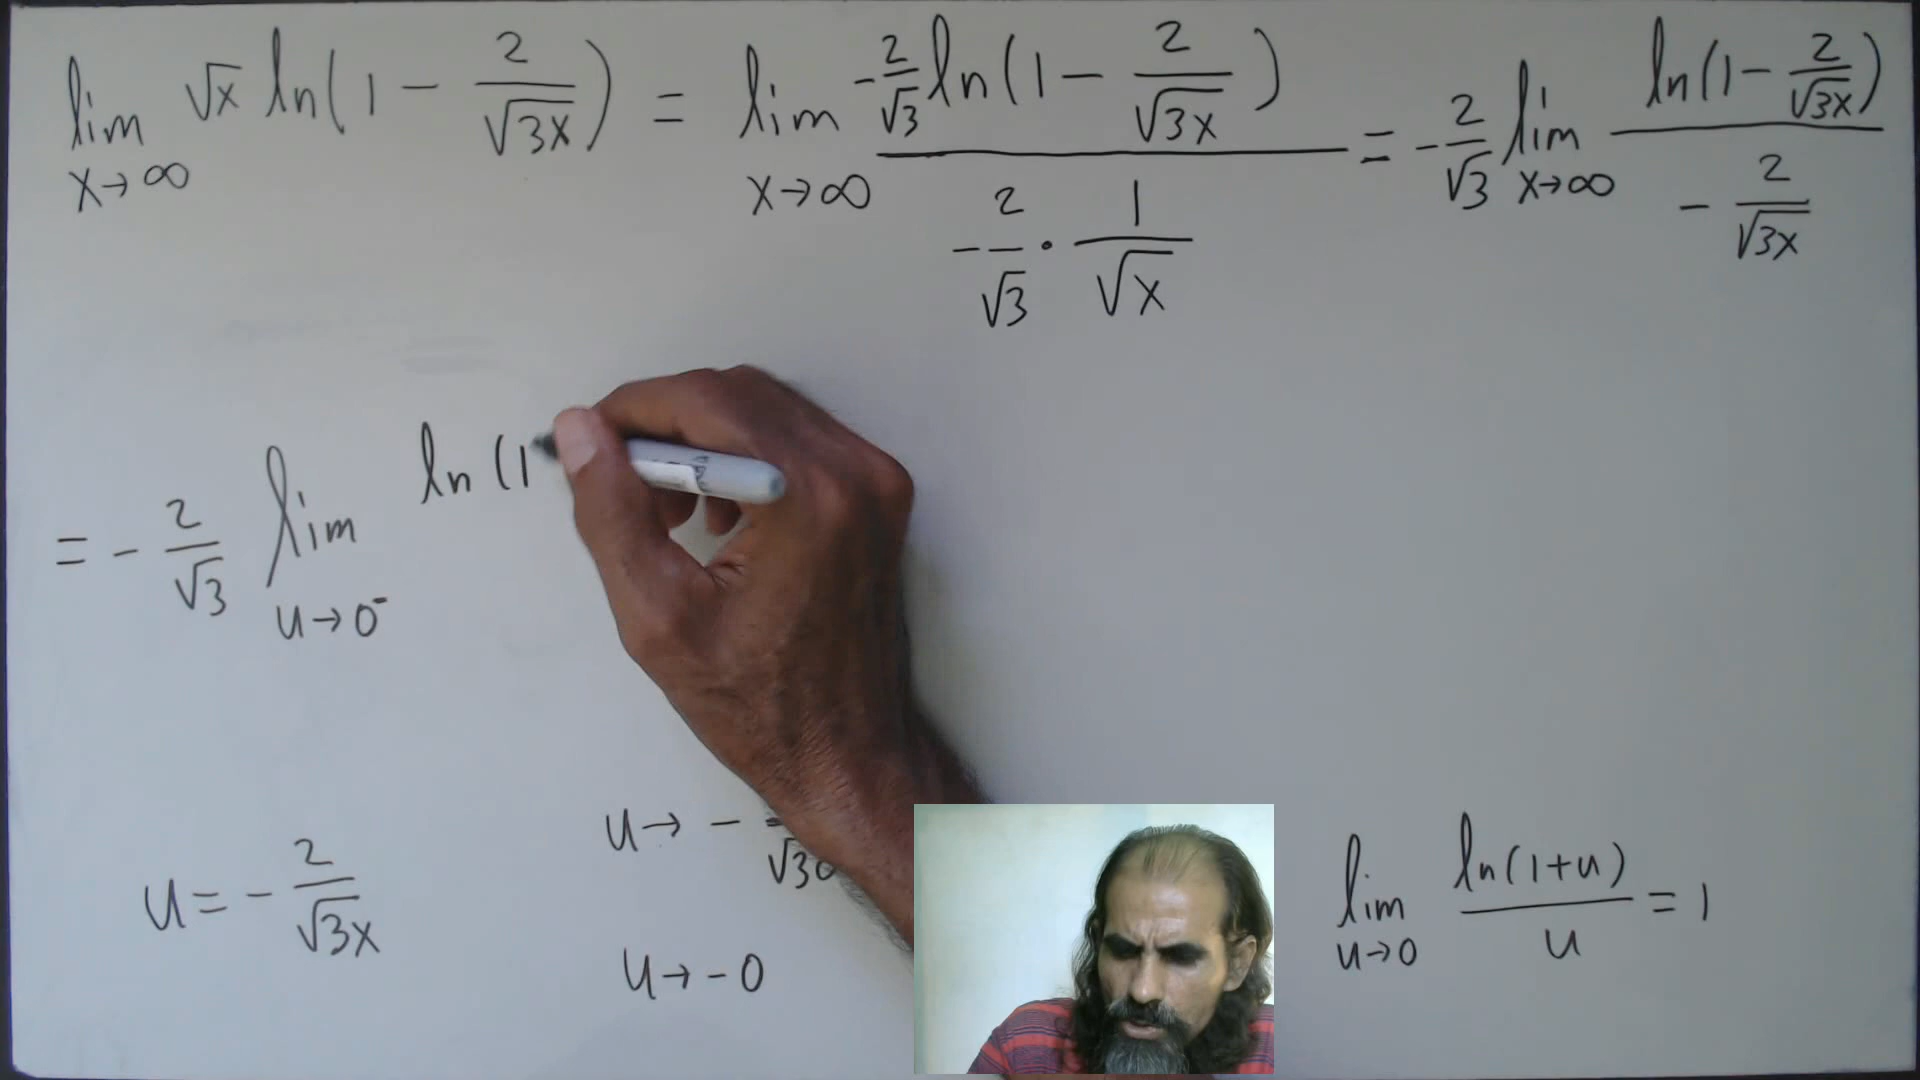 lim x→∞ √x ln(1 - 2/√3x) = lim x→∞ (-2/√3 ln(1 - 2/√3x)) / (-2/√3 · 1/√x) = -2/√3 lim x→∞ ln(1 - 2/√3x) / (-2/√3x)
= - 2/√3 lim u→0⁻ ln(1
u = - 2/√3x
u→ -
u→ -0
lim u→0 ln(1+u)/u = 1